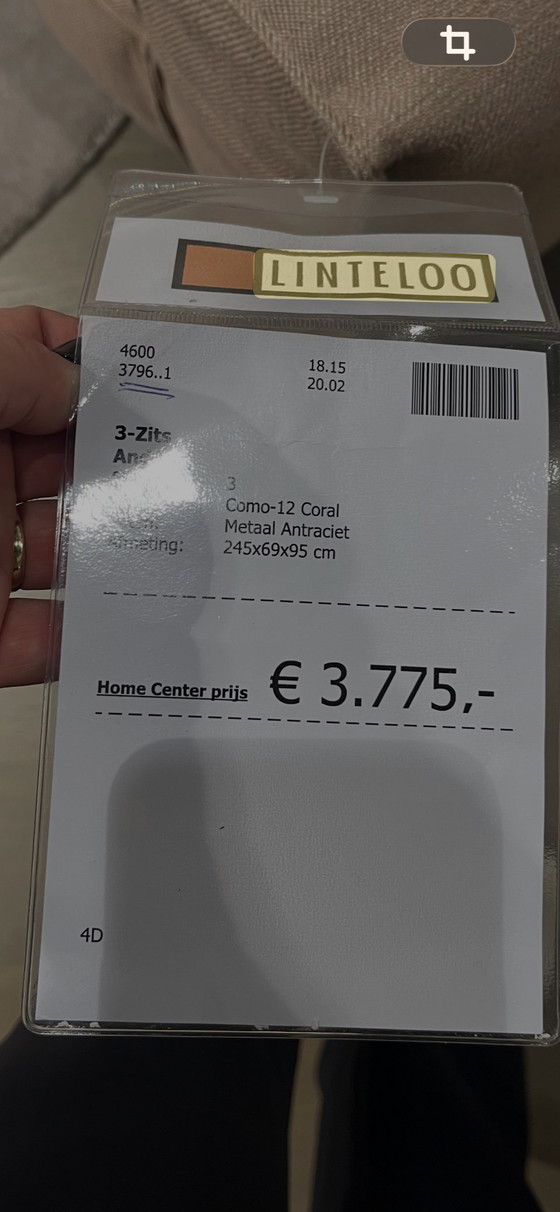 LINTELOO
4600
3796..1
18.15
20.02
3-Zits
3
Como-12 Coral
Metaal Antraciet
Afmeting: 245x69x95 cm
Home Center prijs € 3.775,-
4D